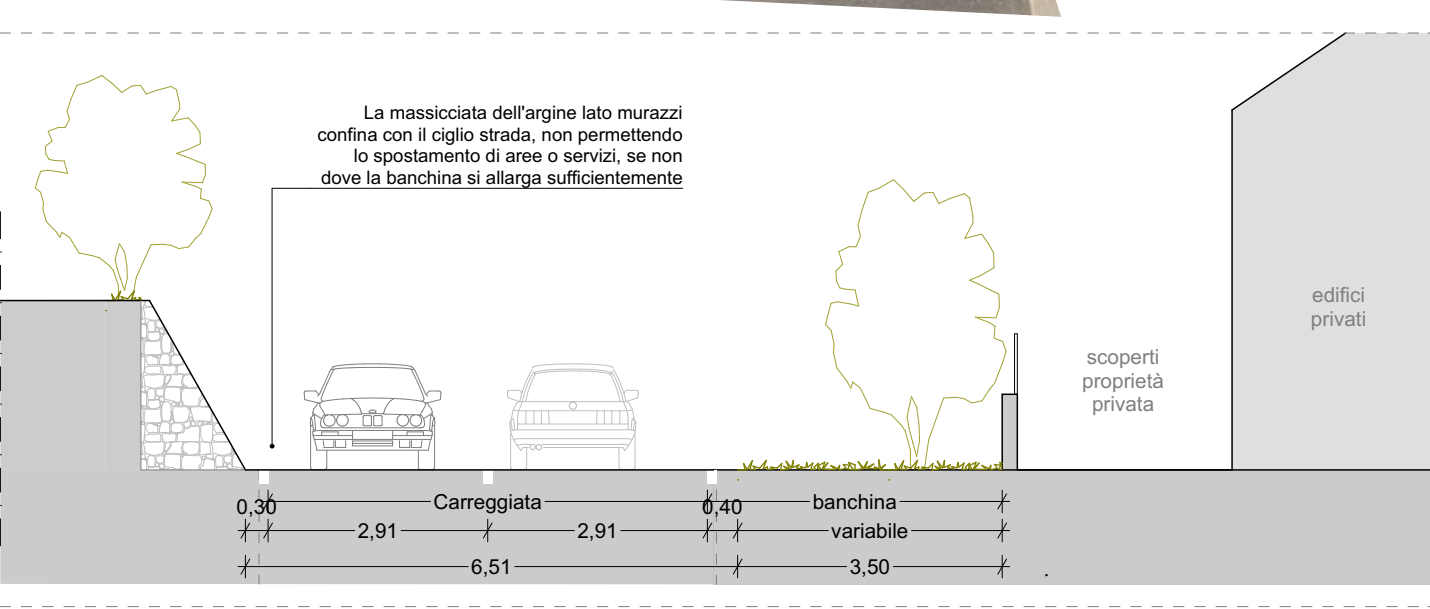 La massicciata dell'argine lato murazzi
confina con il ciglio strada, non permettendo
lo spostamento di aree o servizi, se non
dove la banchina si allarga sufficientemente
edifici
privati
scoperti
proprietà
privata
0,30
Carreggiata
0,40
banchina
2,91
2,91
variabile
6,51
3,50